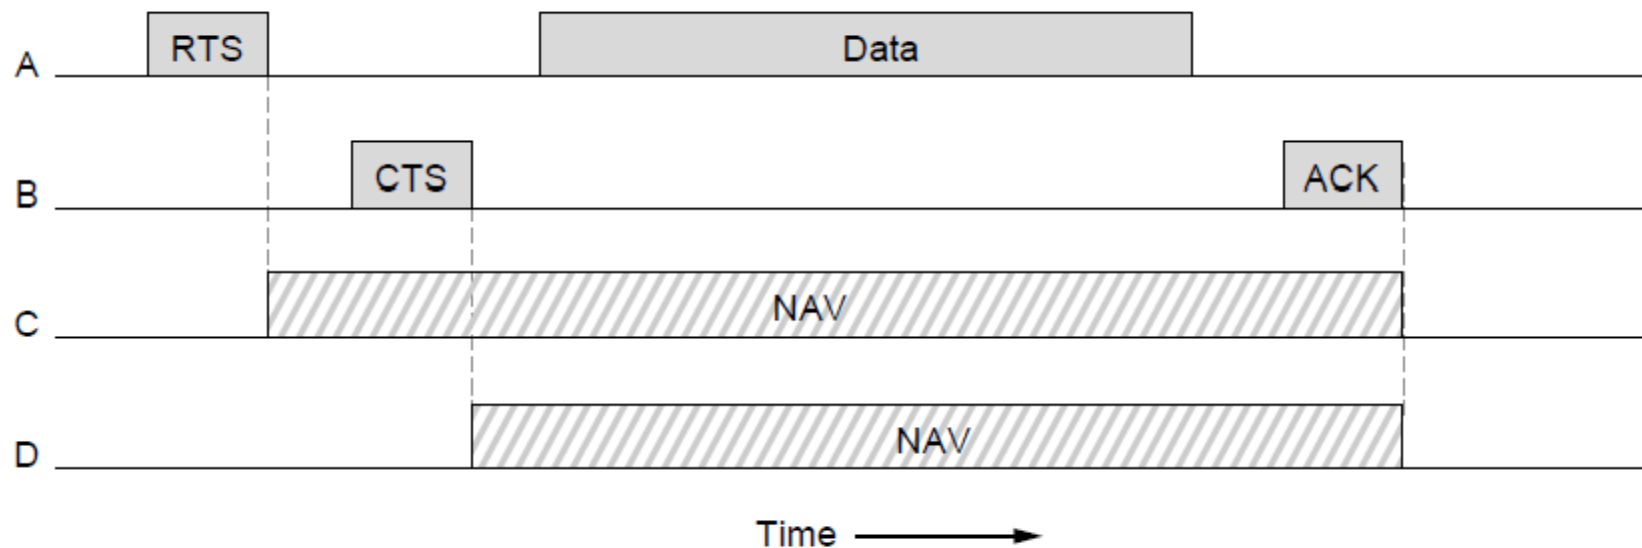 A RTS Data
B CTS ACK
C NAV
D NAV
Time